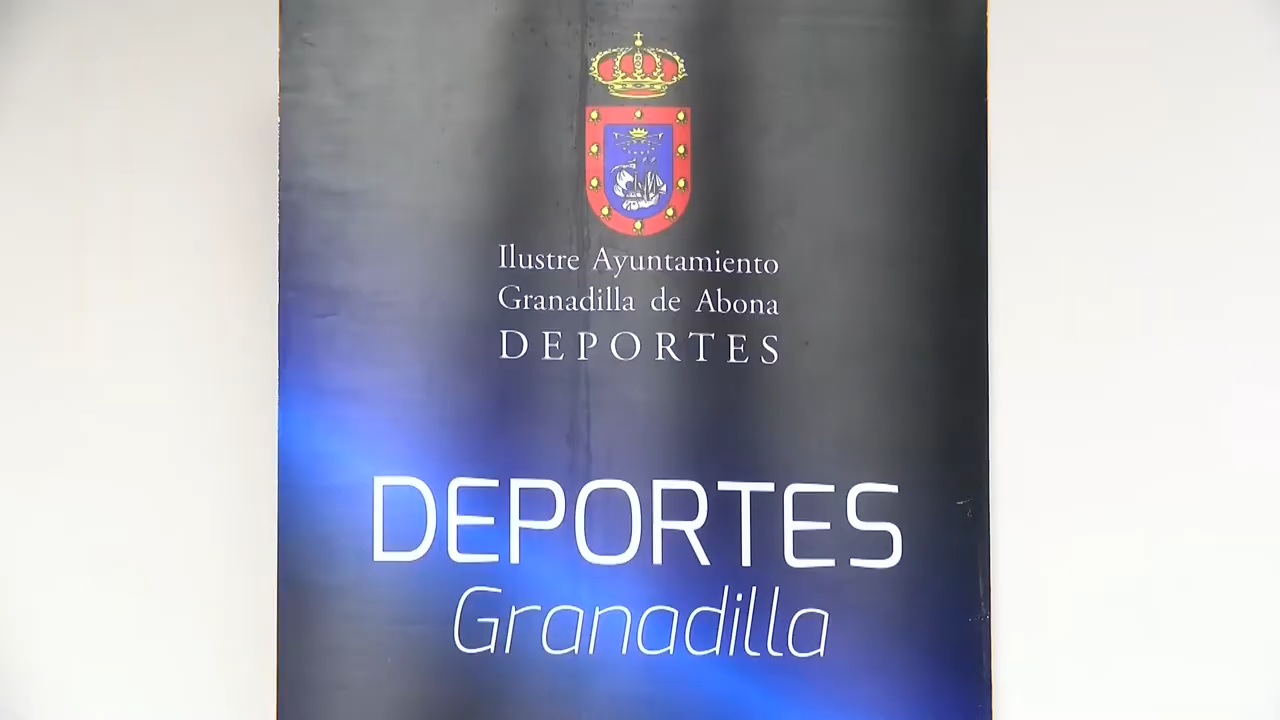 Ilustre Ayuntamiento
Granadilla de Abona
DEPORTES
DEPORTES
Granadilla